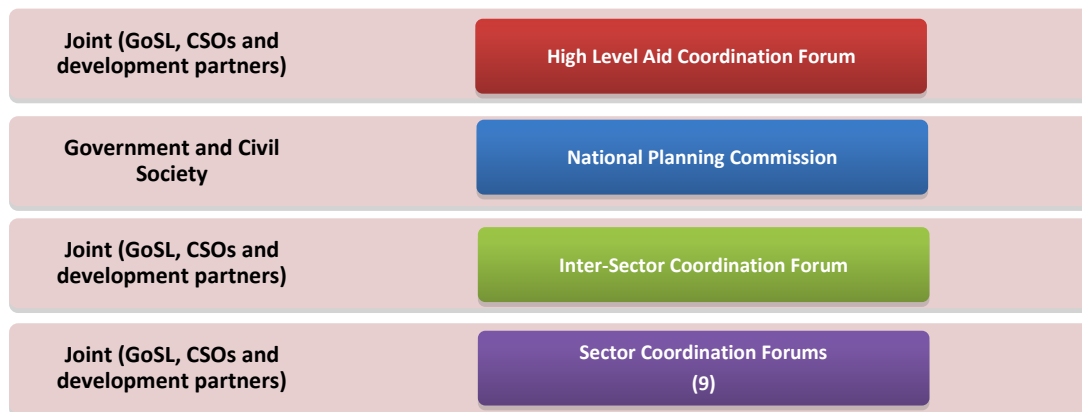 Joint (GoSL, CSOs and
development partners)
High Level Aid Coordination Forum
Government and Civil
Society
National Planning Commission
Joint (GoSL, CSOs and
development partners)
Inter-Sector Coordination Forum
Joint (GoSL, CSOs and
development partners)
Sector Coordination Forums
(9)